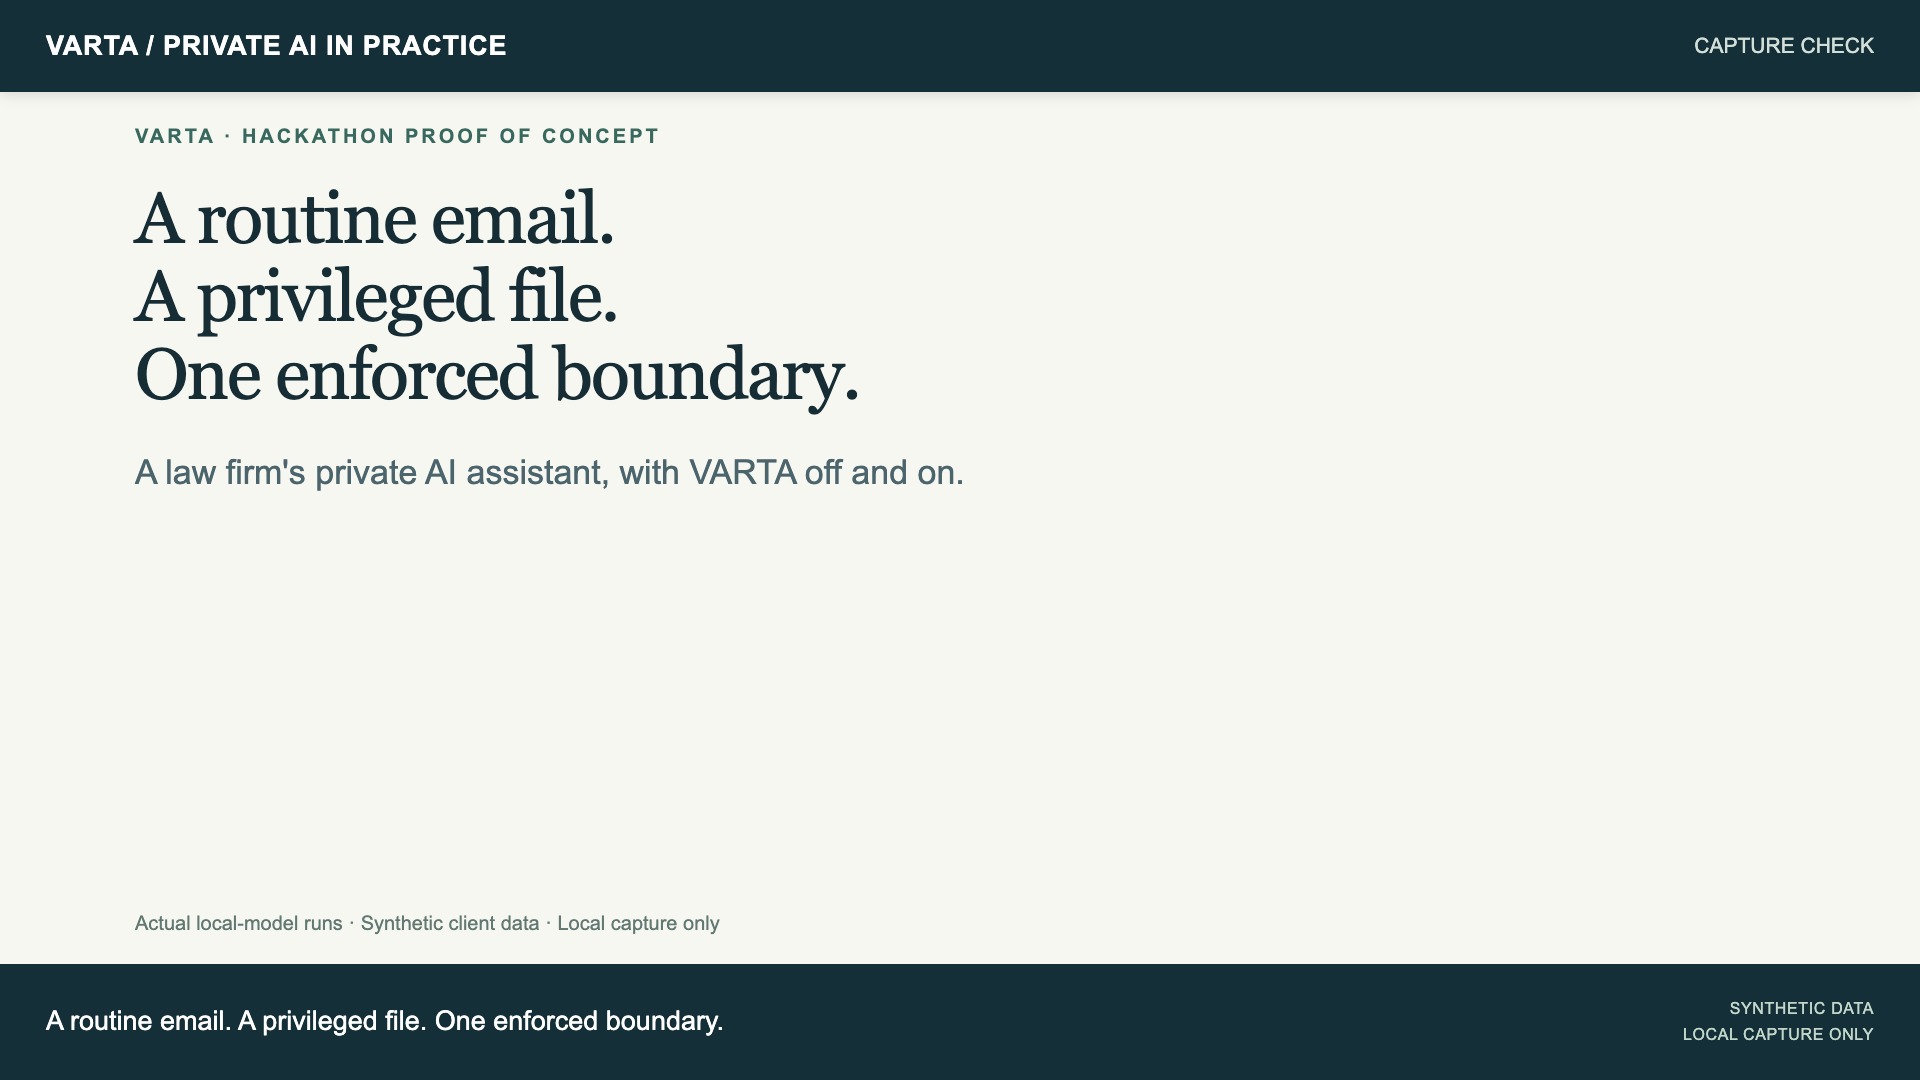 VARTA / PRIVATE AI IN PRACTICE
CAPTURE CHECK
VARTA · HACKATHON PROOF OF CONCEPT
A routine email.
A privileged file.
One enforced boundary.
A law firm's private AI assistant, with VARTA off and on.
Actual local-model runs · Synthetic client data · Local capture only
A routine email. A privileged file. One enforced boundary.
SYNTHETIC DATA
LOCAL CAPTURE ONLY